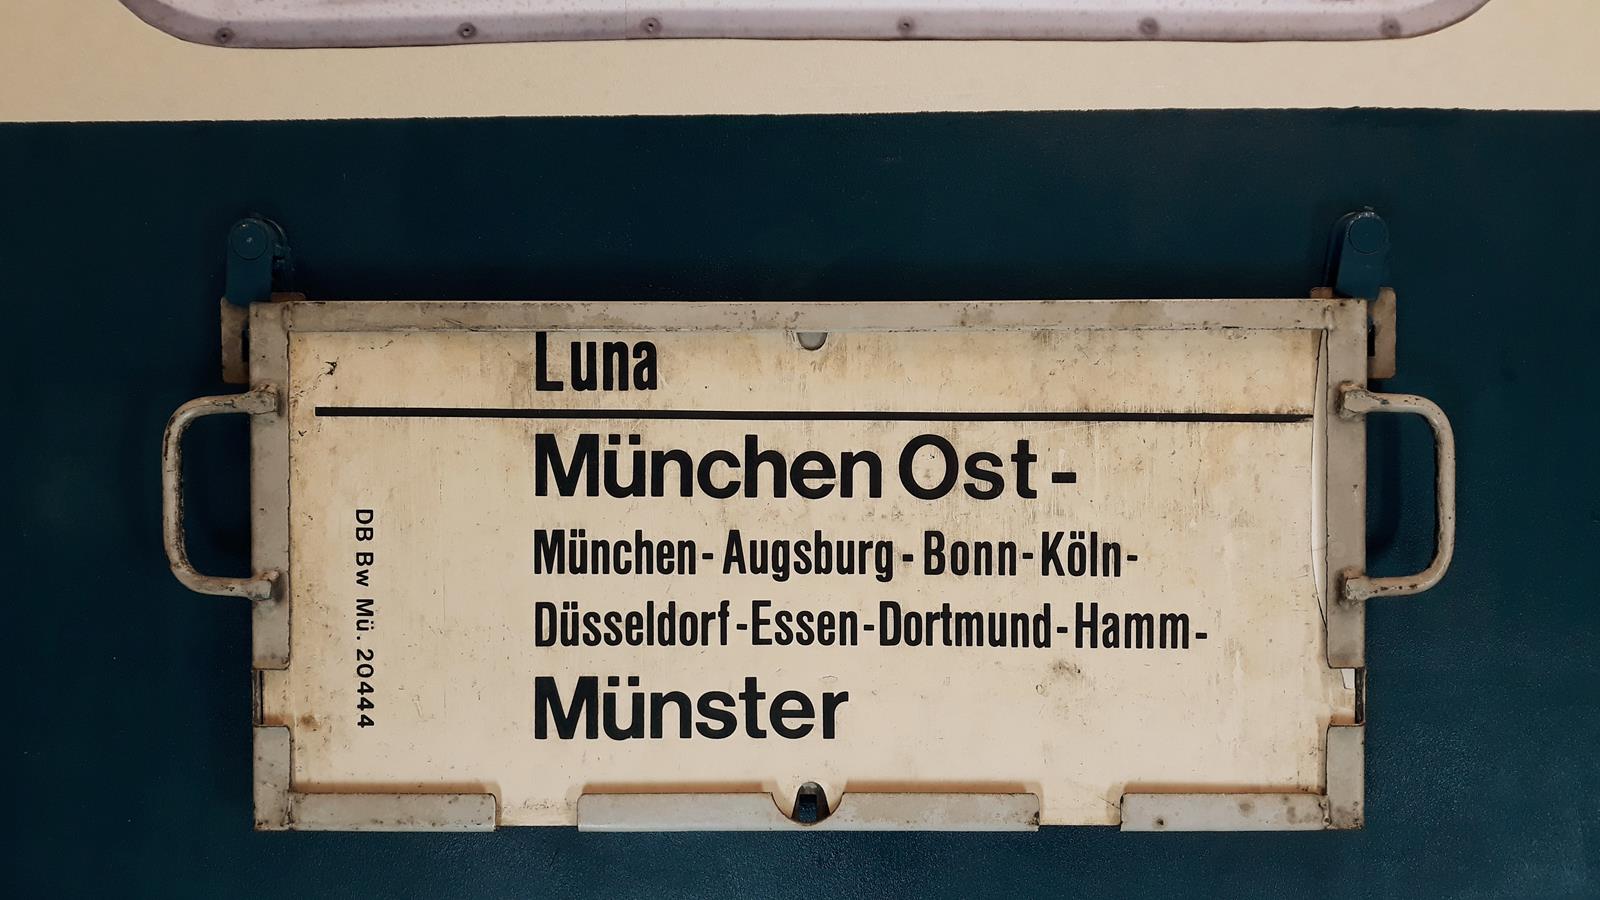 Luna
München Ost -
München - Augsburg - Bonn - Köln -
Düsseldorf - Essen - Dortmund - Hamm -
Münster
DB Bw Mü. 20444